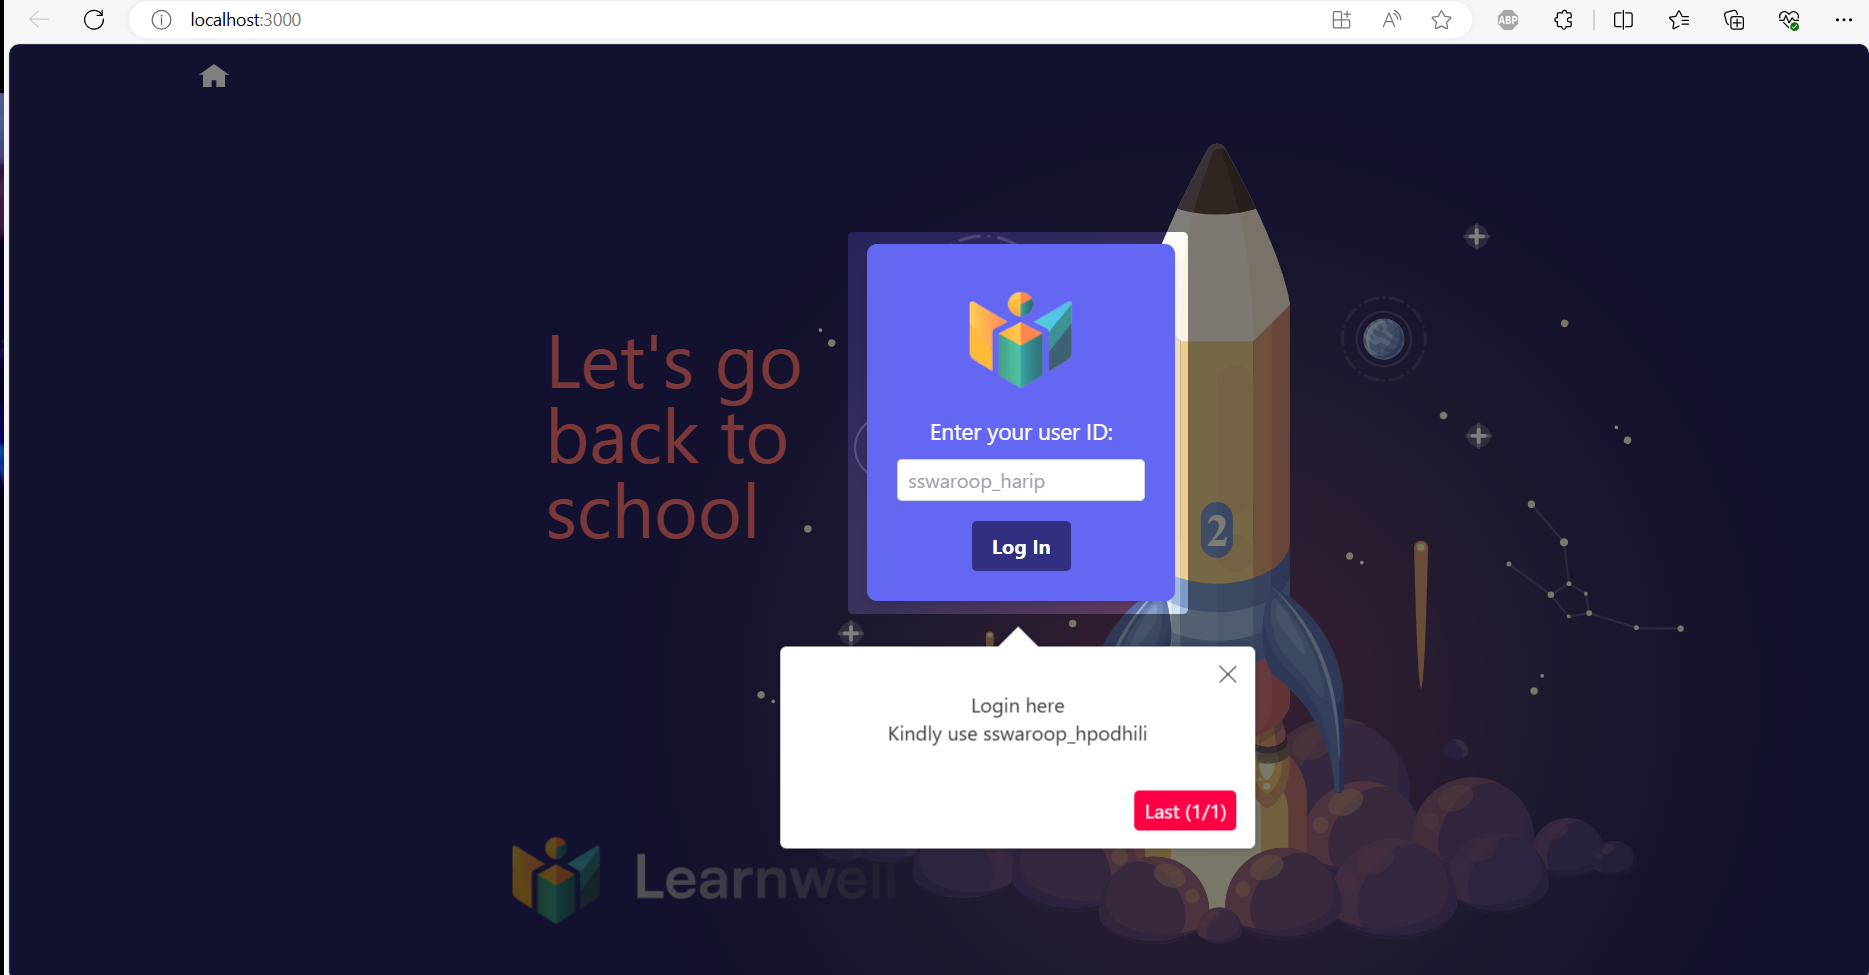 localhost:3000
ABP
Let's go
back to
school
Enter your user ID:
sswaroop_harip
Log In
2
Login here
Kindly use sswaroop_hpodhili
Last (1/1)
Learnwell